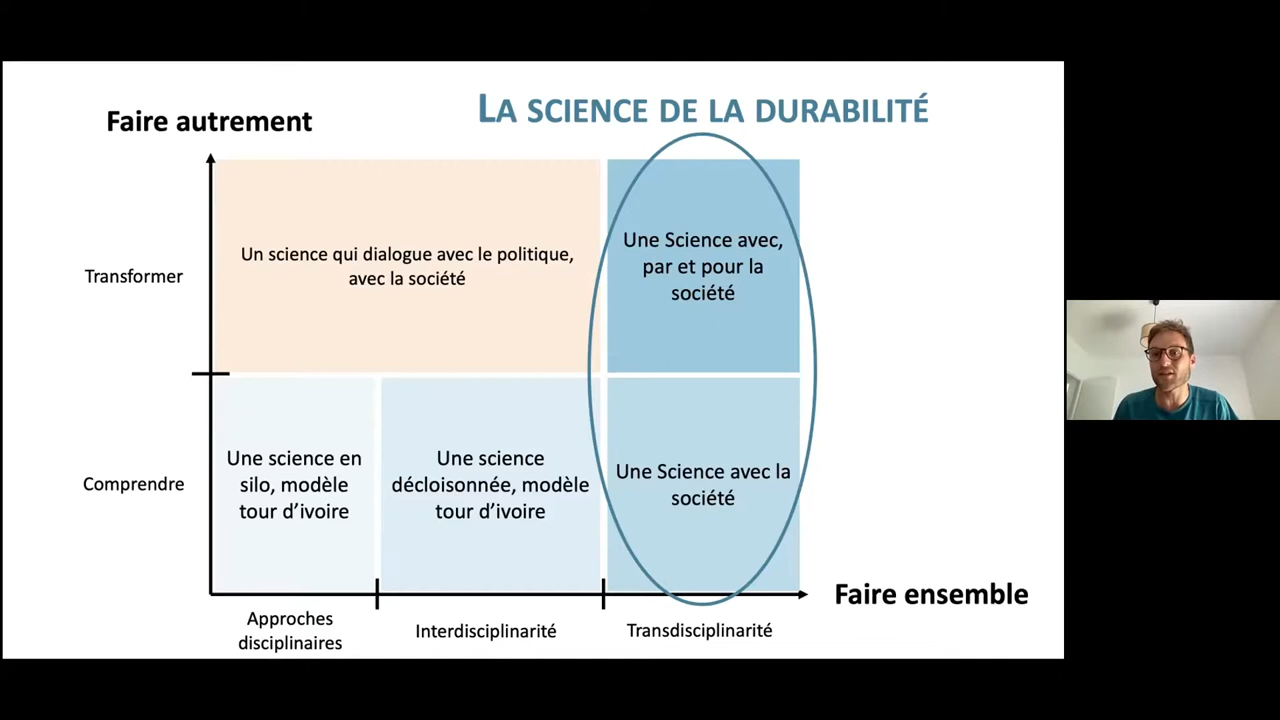 LA SCIENCE DE LA DURABILITÉ
Faire autrement
Transformer
Un science qui dialogue avec le politique,
avec la société
Une Science avec,
par et pour la
société
Comprendre
Une science en
silo, modèle
tour d’ivoire
Une science
décloisonnée, modèle
tour d’ivoire
Une Science avec la
société
Faire ensemble
Approches
disciplinaires
Interdisciplinarité
Transdisciplinarité